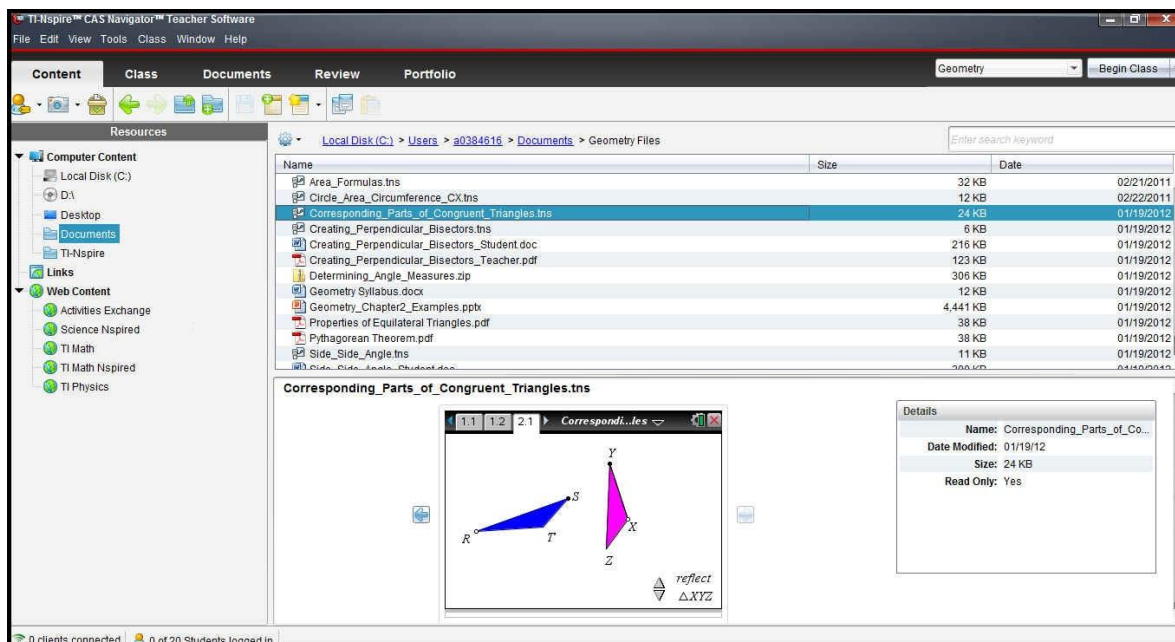 TI-Nspire™ CAS Navigator™ Teacher Software
File Edit View Tools Class Window Help
Content Class Documents Review Portfolio Geometry Begin Class
Resources
Computer Content
Local Disk (C:)
D:\
Desktop
Documents
TI-Nspire
Links
Web Content
Activities Exchange
Science Nspired
TI Math
TI Math Nspired
TI Physics
Local Disk (C:) > Users > a0384616 > Documents > Geometry Files Enter search keyword
Name Size Date
Area_Formulas.tns 32 KB 02/21/2011
Circle_Area_Circumference_CX.tns 12 KB 02/22/2011
Corresponding_Parts_of_Congruent_Triangles.tns 24 KB 01/19/2012
Creating_Perpendicular_Bisectors.tns 6 KB 01/19/2012
Creating_Perpendicular_Bisectors_Student.doc 216 KB 01/19/2012
Creating_Perpendicular_Bisectors_Teacher.pdf 123 KB 01/19/2012
Determining_Angle_Measures.zip 306 KB 01/19/2012
Geometry Syllabus.docx 12 KB 01/19/2012
Geometry_Chapter2_Examples.pptx 4,441 KB 01/19/2012
Properties of Equilateral Triangles.pdf 38 KB 01/19/2012
Pythagorean Theorem.pdf 38 KB 01/19/2012
Side_Side_Angle.tns 11 KB 01/19/2012
Corresponding_Parts_of_Congruent_Triangles.tns
1.1 1.2 2.1 Correspondi...les
Y
S
R
T
X
Z
reflect
△XYZ
Details
Name: Corresponding_Parts_of_Co...
Date Modified: 01/19/12
Size: 24 KB
Read Only: Yes
0 clients connected 0 of 20 Students logged in